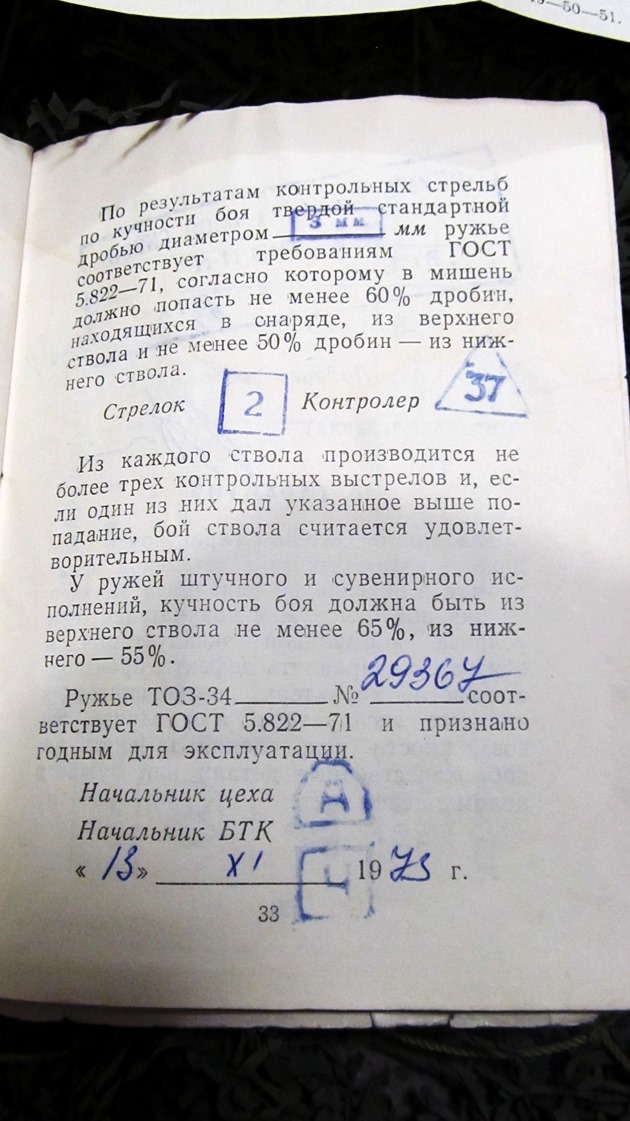 —50—51.
По результатам контрольных стрельб
по кучности боя твердой стандартной
дробью диаметром 3 мм мм ружье
соответствует требованиям ГОСТ
5.822—71, согласно которому в мишень
должно попасть не менее 60% дробин,
находящихся в снаряде, из верхнего
ствола и не менее 50% дробин — из ниж-
него ствола.
Стрелок 2 Контролер 37
Из каждого ствола производится не
более трех контрольных выстрелов и, ес-
ли один из них дал указанное выше по-
падание, бой ствола считается удовлет-
ворительным.
У ружей штучного и сувенирного ис-
полнений, кучность боя должна быть из
верхнего ствола не менее 65%, из ниж-
него — 55%.
Ружье ТОЗ-34 № соот-
ветствует ГОСТ 5.822—71 и признано
годным для эксплуатации.
Начальник цеха
Начальник БТК
« 13 » XI 1973 г.
33